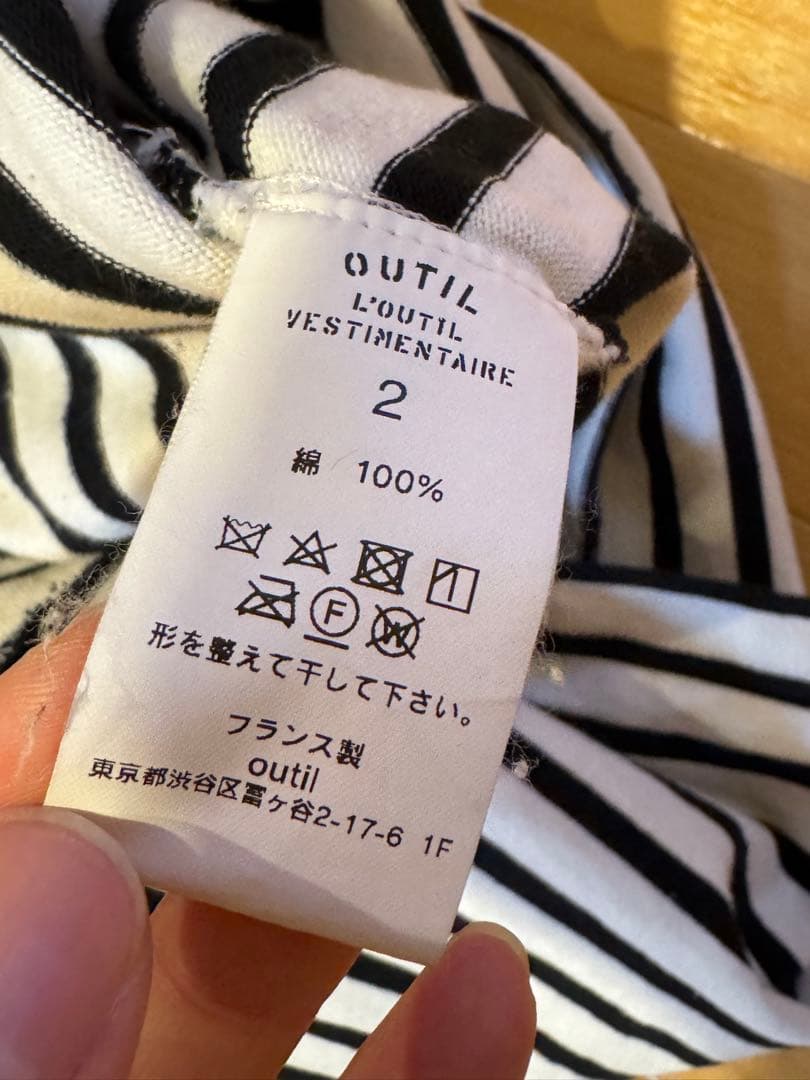 OUTIL
L'OUTIL
VESTIMENTAIRE
2
綿 100%
F W
形を整えて干して下さい。
フランス製
outil
東京都渋谷区富ヶ谷2-17-6 1F